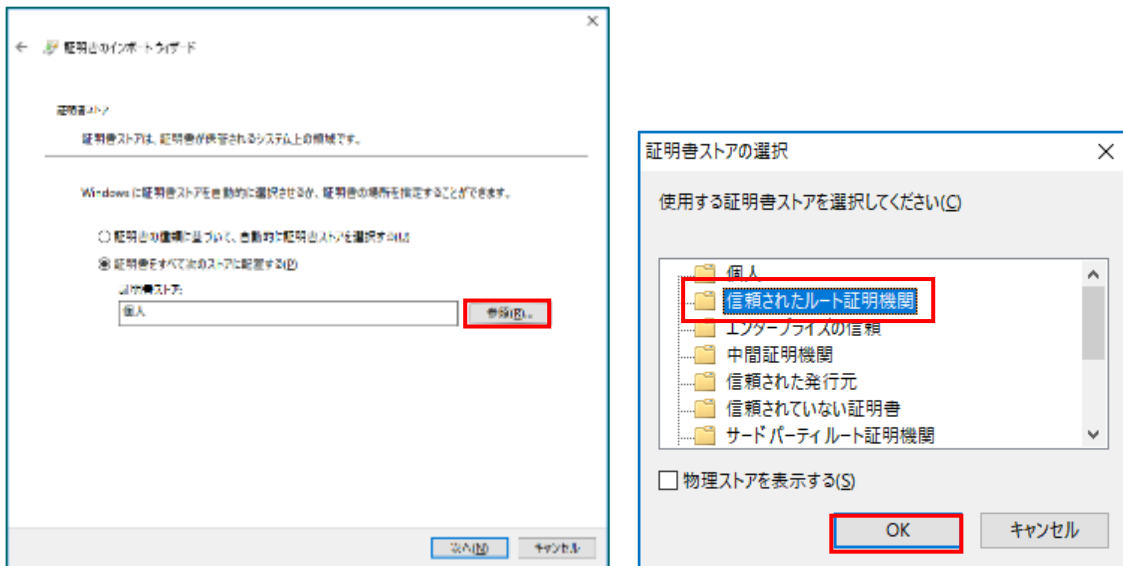 証明書のインポート ウィザード
証明書ストア
証明書ストアは、証明書が保管されるシステム上の領域です。
Windows に証明書ストアを自動的に選択させるか、証明書の場所を指定することができます。
証明書の種類に基づいて、自動的に証明書ストアを選択する(U)
証明書をすべて次のストアに配置する(P)
証明書ストア:
個人
参照(R)...
次へ(N)
キャンセル
証明書ストアの選択
使用する証明書ストアを選択してください(C)
個人
信頼されたルート証明機関
エンタープライズの信頼
中間証明機関
信頼された発行元
信頼されていない証明書
サード パーティ ルート証明機関
物理ストアを表示する(S)
OK
キャンセル